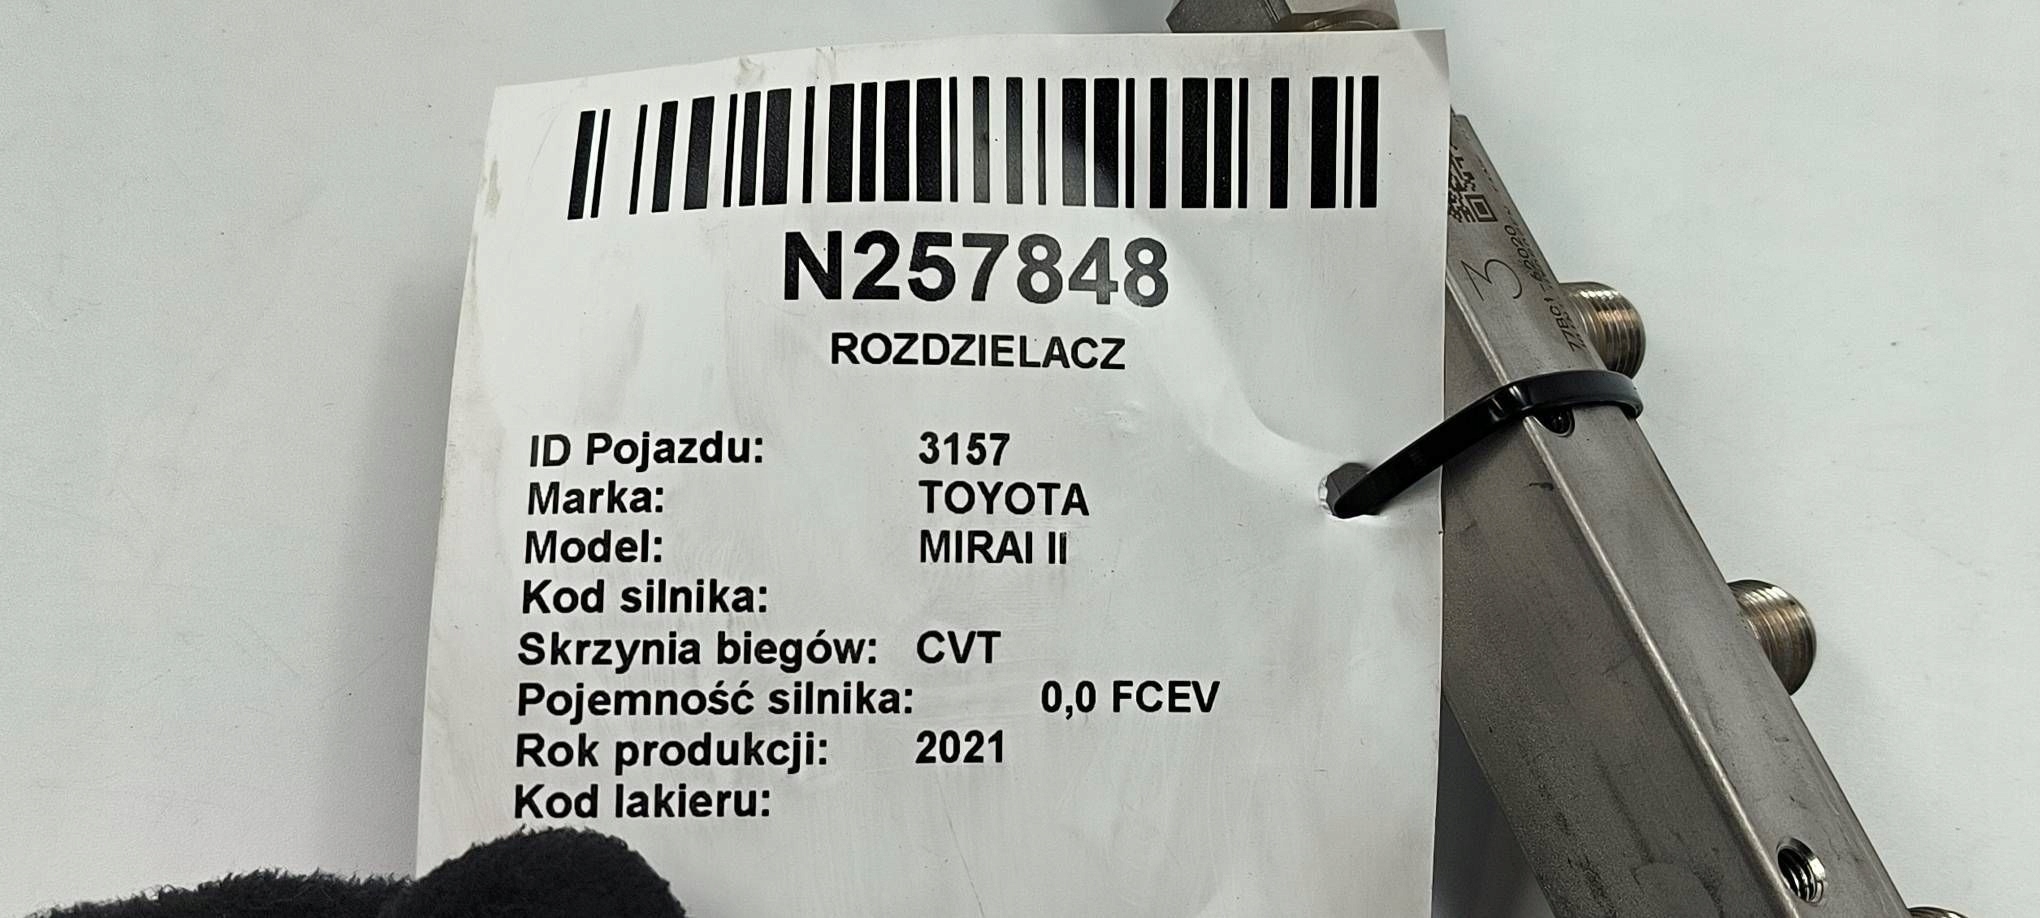 N257848
ROZDZIELACZ
ID Pojazdu: 3157
Marka: TOYOTA
Model: MIRAI II
Kod silnika:
Skrzynia biegów: CVT
Pojemność silnika: 0,0 FCEV
Rok produkcji: 2021
Kod lakieru:
3